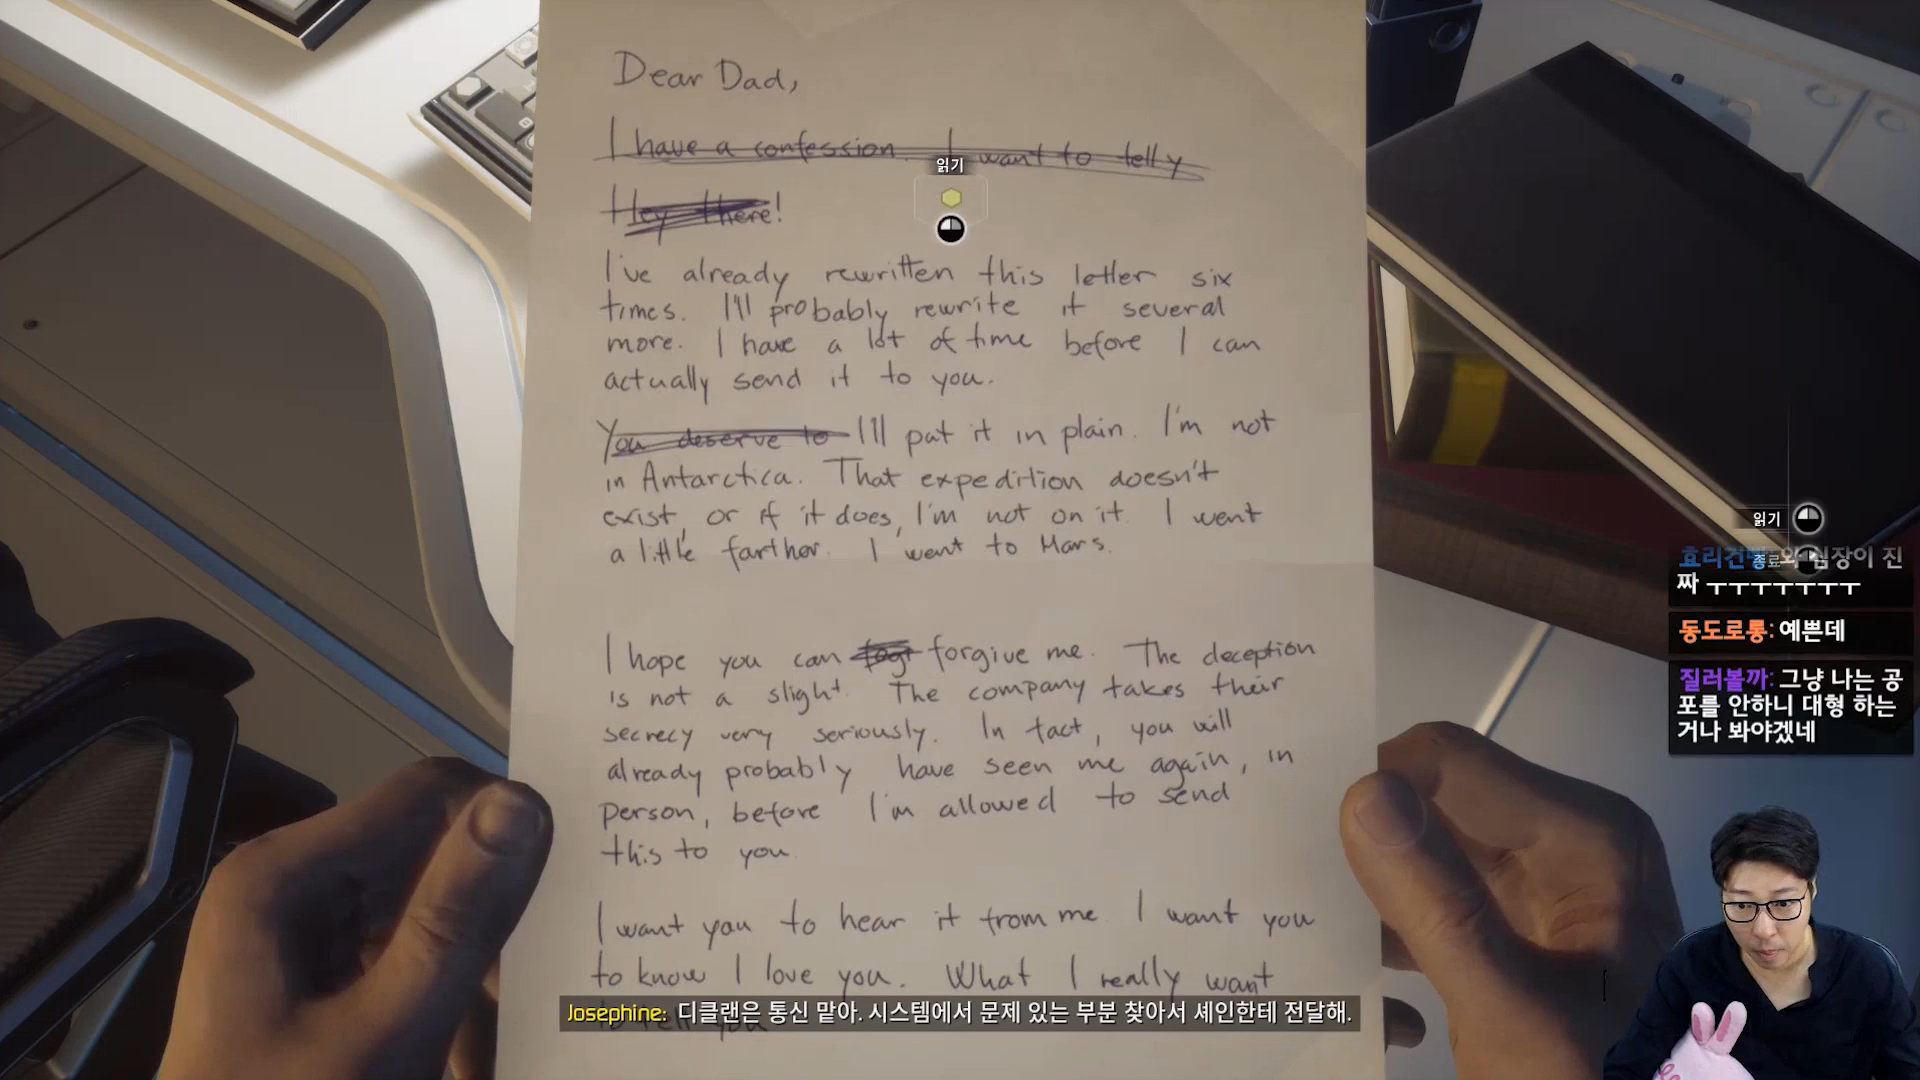 Dear Dad,
I have a confession. I want to tell y
읽기
Hey there!
I've already rewritten this letter six
times. I'll probably rewrite it several
more. I have a lot of time before I can
actually send it to you.
You deserve to I'll put it in plain. I'm not
in Antarctica. That expedition doesn't
exist, or if it does, I'm not on it. I went
a little farther. I went to Mars.
I hope you can forgive me. The deception
is not a slight. The company takes their
secrecy very seriously. In fact, you will
already probably have seen me again, in
person, before I'm allowed to send
this to you.
I want you to hear it from me. I want you
to know I love you. What I really want
to tell you
Josephine: 디클랜은 통신 맡아. 시스템에서 문제 있는 부분 찾아서 셰인한테 전달해.
읽기
종료
짜 ㅜㅜㅜㅜㅜㅜㅜ
동도로롱: 예쁜데
질러볼까: 그냥 나는 공
포를 안하니 대형 하는
거나 봐야겠네